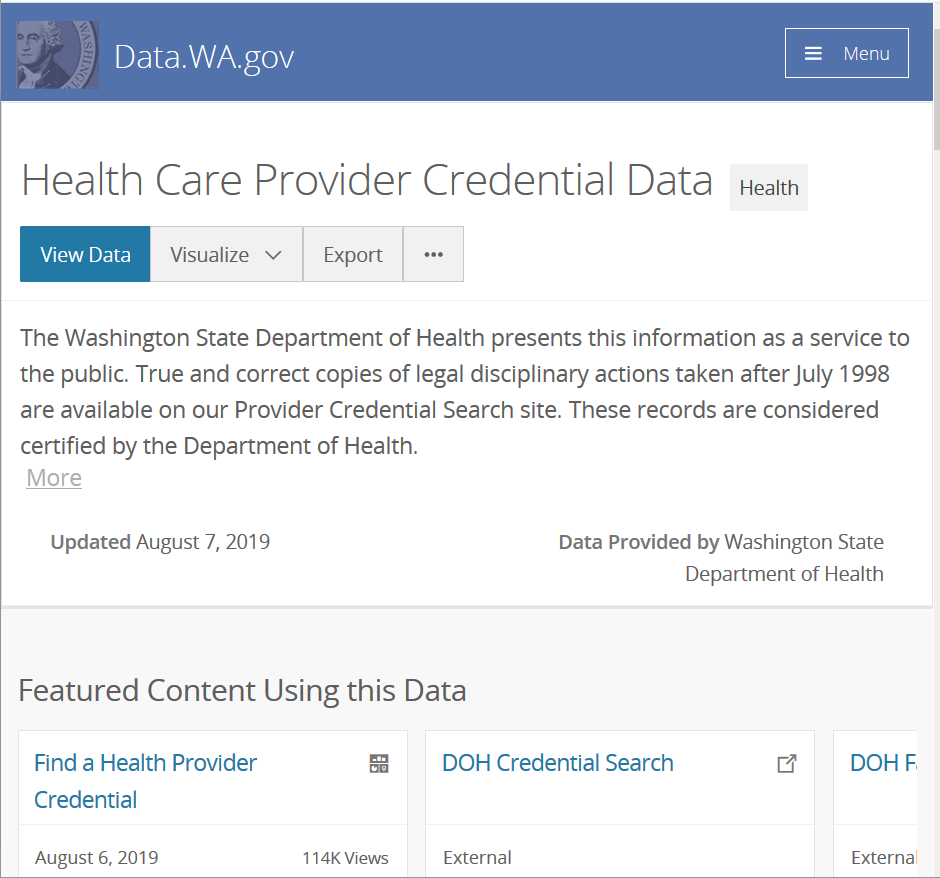 Data.WA.gov
Menu
Health Care Provider Credential Data
Health
View Data
Visualize
Export
The Washington State Department of Health presents this information as a service to
the public. True and correct copies of legal disciplinary actions taken after July 1998
are available on our Provider Credential Search site. These records are considered
certified by the Department of Health.
More
Updated August 7, 2019
Data Provided by Washington State
Department of Health
Featured Content Using this Data
Find a Health Provider
Credential
August 6, 2019
114K Views
DOH Credential Search
External
DOH
External